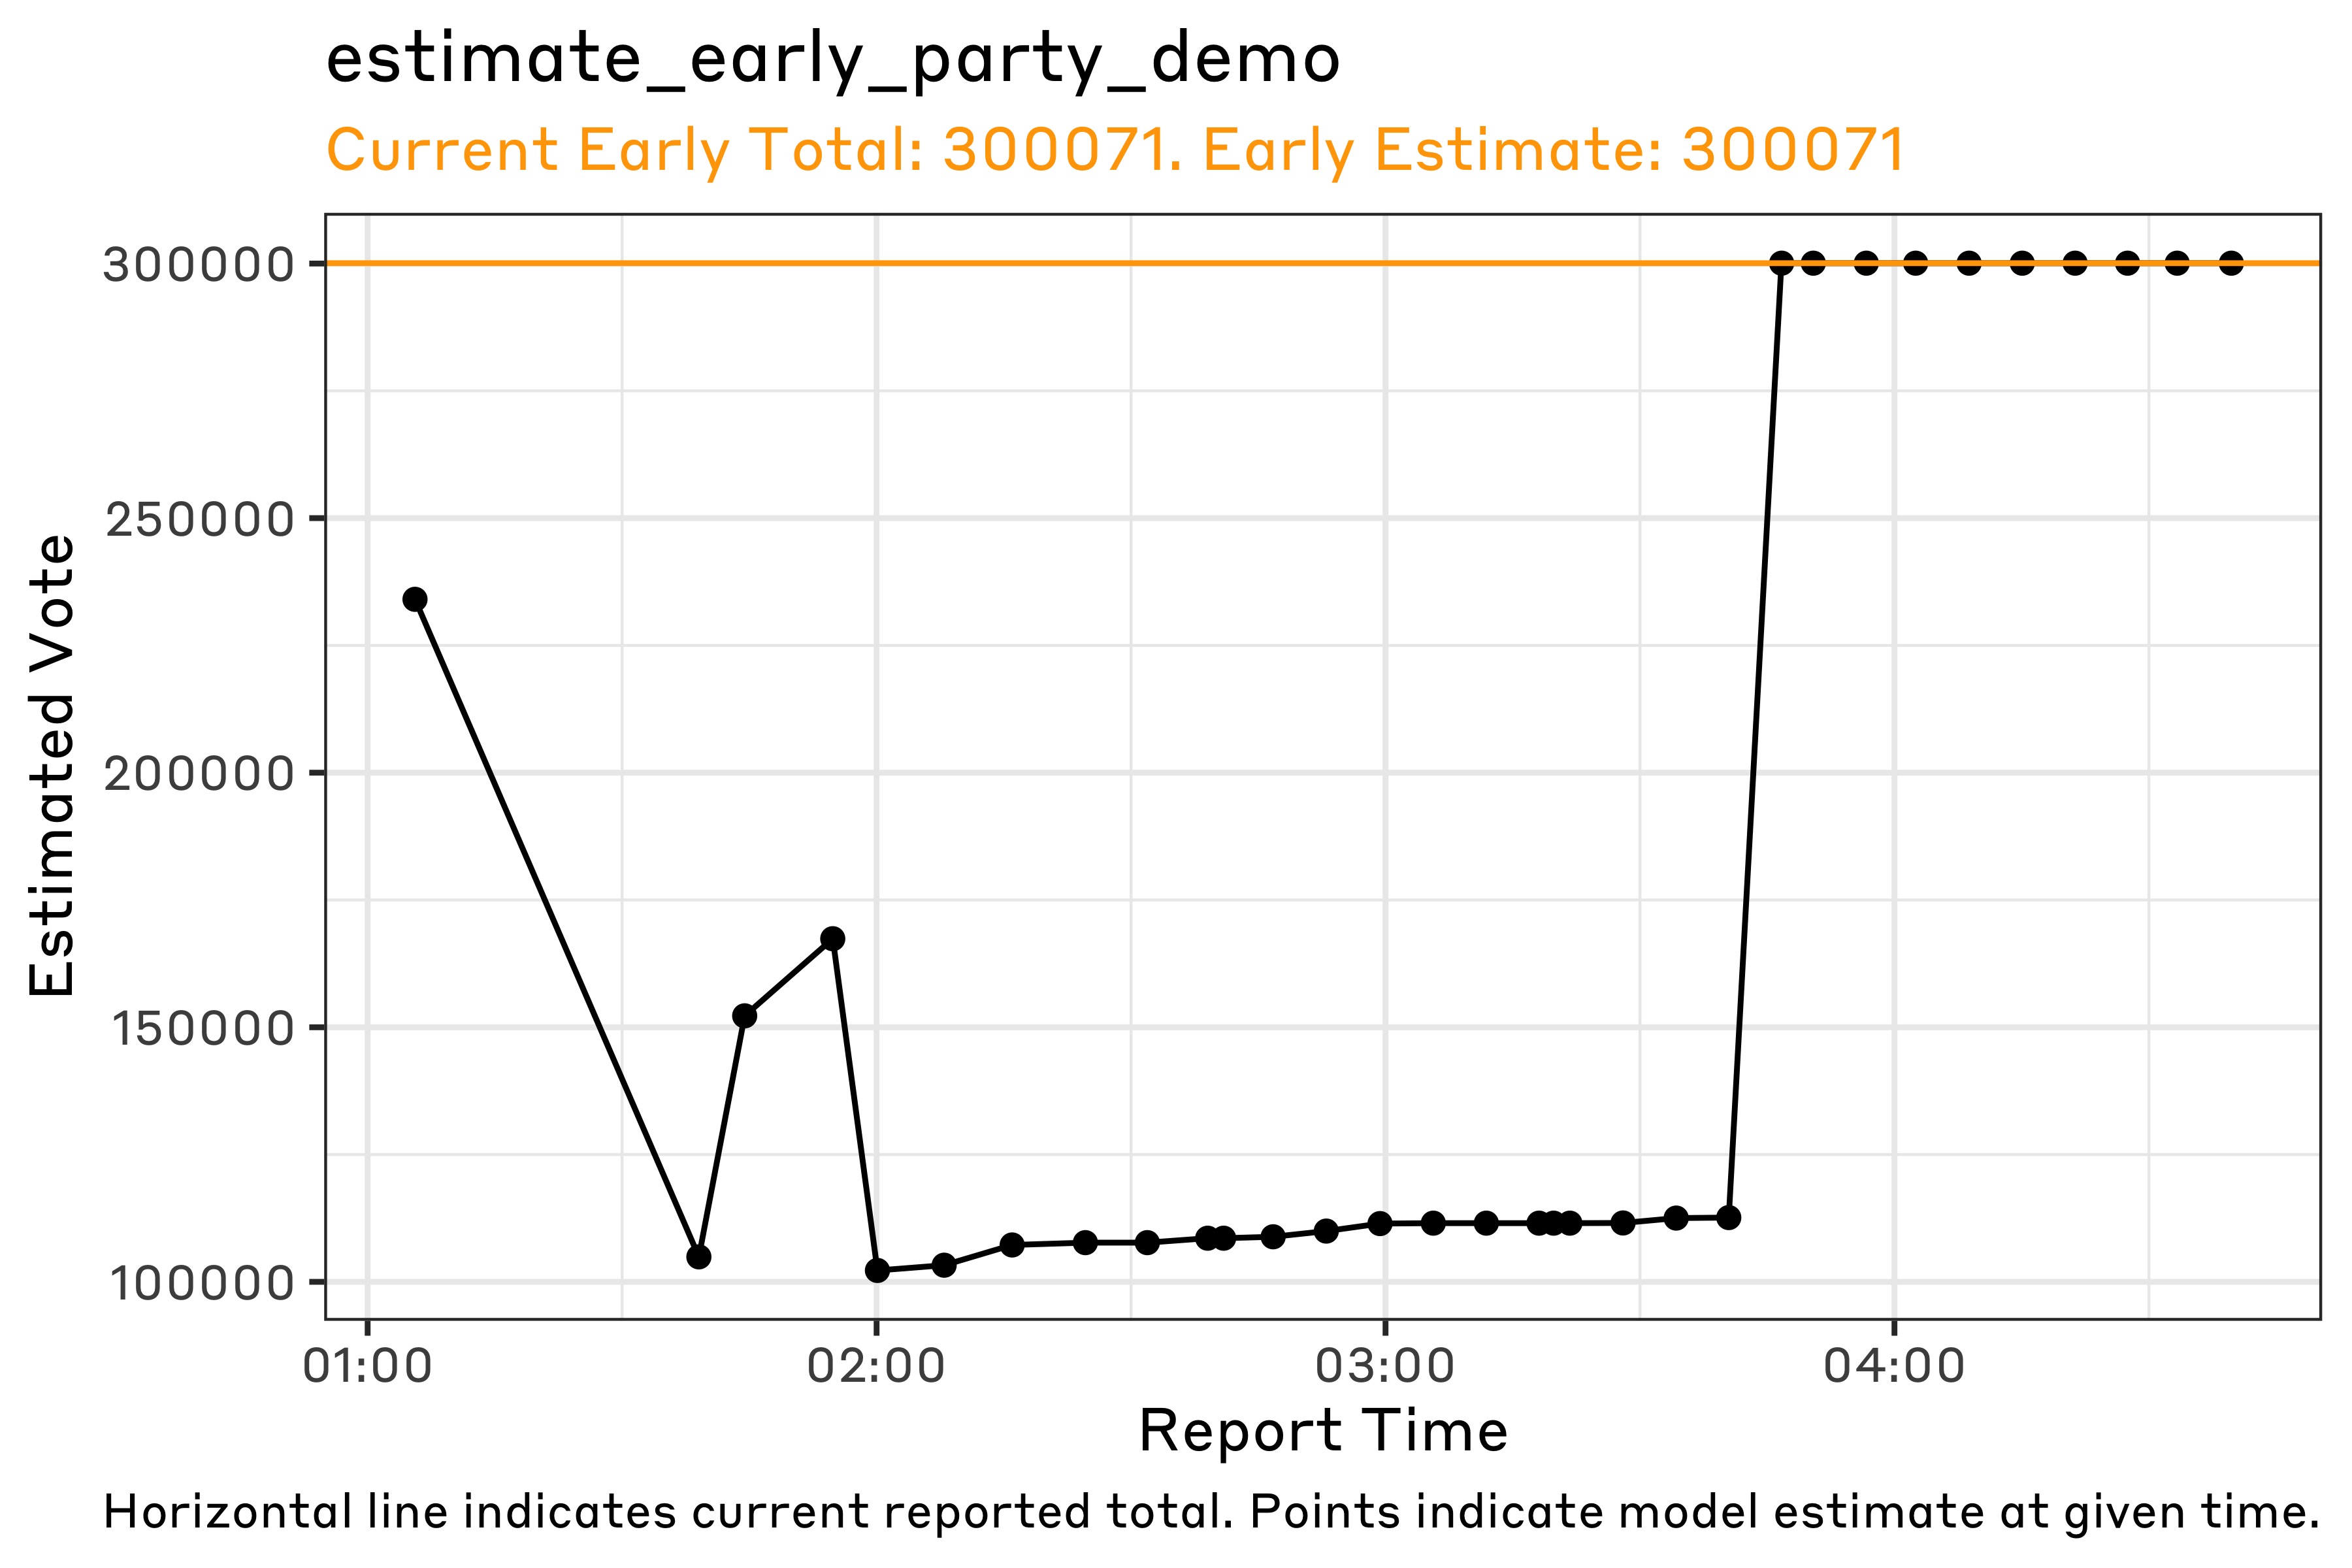 estimate_early_party_demo
Current Early Total: 300071. Early Estimate: 300071
Estimated Vote
300000
250000
200000
150000
100000
01:00 02:00 03:00 04:00
Report Time
Horizontal line indicates current reported total. Points indicate model estimate at given time.